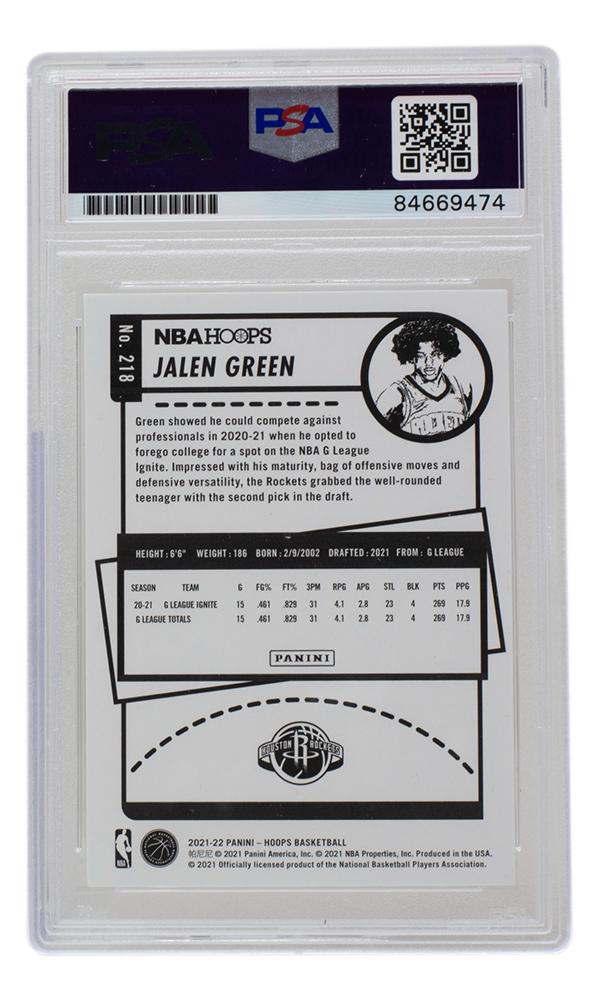 PSA
PSA
84669474
No. 218
NBA HOOPS
JALEN GREEN
Green showed he could compete against
professionals in 2020-21 when he opted to
forego college for a spot on the NBA G League
Ignite. Impressed with his maturity, bag of offensive moves and
defensive versatility, the Rockets grabbed the well-rounded
teenager with the second pick in the draft.
HEIGHT: 6'6" WEIGHT: 186 BORN: 2/9/2002 DRAFTED: 2021 FROM: G LEAGUE
SEASON TEAM G FG% FT% 3PM RPG APG STL BLK PTS PPG
20-21 G LEAGUE IGNITE 15 .461 .829 31 4.1 2.8 23 4 269 17.9
G LEAGUE TOTALS 15 .461 .829 31 4.1 2.8 23 4 269 17.9
PANINI
HOUSTON ROCKETS
R
2021-22 PANINI – HOOPS BASKETBALL
帕尼尼 © 2021 Panini America, Inc. © 2021 NBA Properties, Inc. Produced in the USA.
© 2021 Officially licensed product of the National Basketball Players Association.
NBA